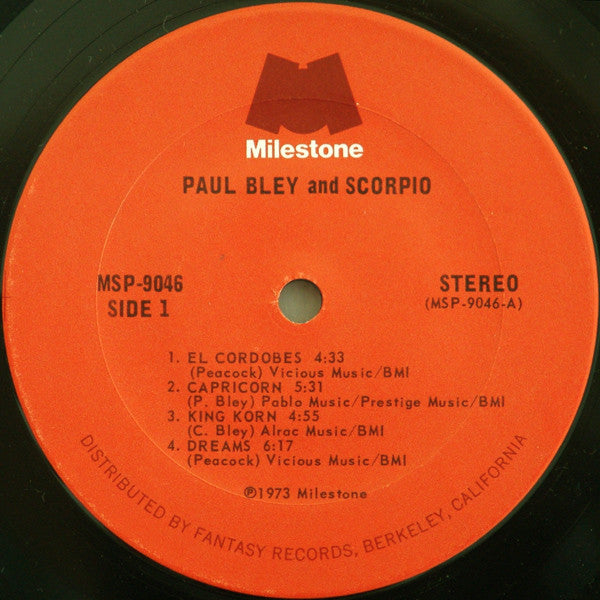 Milestone
PAUL BLEY and SCORPIO
MSP-9046
SIDE 1
STEREO
(MSP-9046-A)
1. EL CORDOBES 4:33
(Peacock) Vicious Music/BMI
2. CAPRICORN 5:31
(P. Bley) Pablo Music/Prestige Music/BMI
3. KING KORN 4:55
(C. Bley) Alrac Music/BMI
4. DREAMS 6:17
(Peacock) Vicious Music/BMI
℗1973 Milestone
DISTRIBUTED BY FANTASY RECORDS, BERKELEY, CALIFORNIA